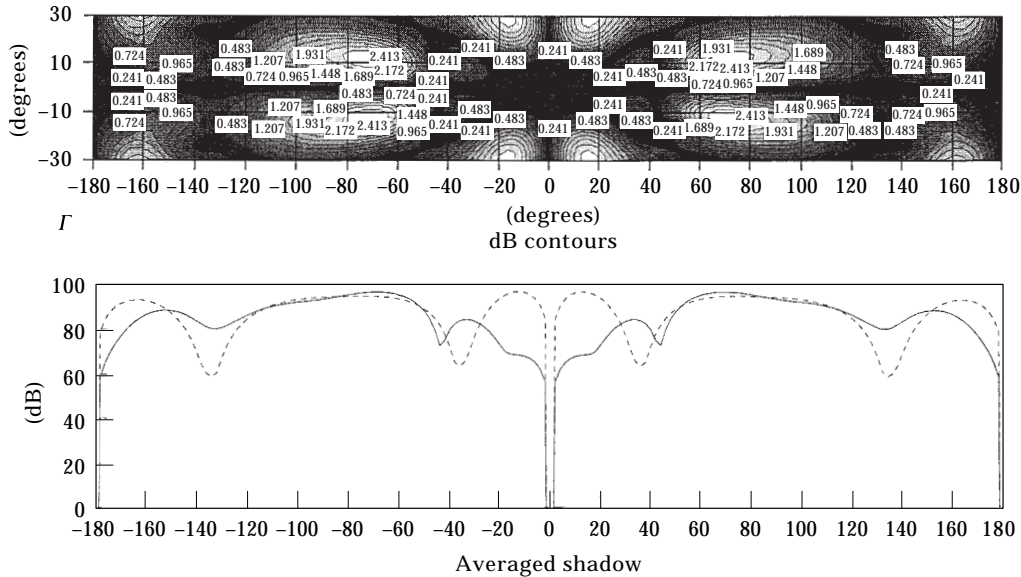 30
10
−10
−30
(degrees)
0.724 0.965 0.483 1.207 1.931 2.413 0.241 0.483 0.241 0.483 0.241 1.931 1.689 0.483 0.965
0.241 0.483 0.483 0.724 0.965 1.448 1.689 2.172 0.241 0.241 0.483 0.483 2.172 2.413 1.448 0.724 0.241
0.724 0.965 1.207
0.241 0.483 0.483 0.724 0.241 0.241
0.724 0.965 1.207 1.689 1.448 0.483 0.241 1.448 0.965 0.724 0.724 0.965
0.483 1.207 1.931 2.172 2.413 0.965 0.241 0.241 0.483 0.241 0.483 0.483 0.241 1.689 2.172 2.413 1.931 1.207 0.483 0.483
−180 −160 −140 −120 −100 −80 −60 −40 −20 0 20 40 60 80 100 120 140 160 180
(degrees)
Γ
dB contours
100
80
60
40
20
0
(dB)
−180 −160 −140 −120 −100 −80 −60 −40 −20 0 20 40 60 80 100 120 140 160 180
Averaged shadow